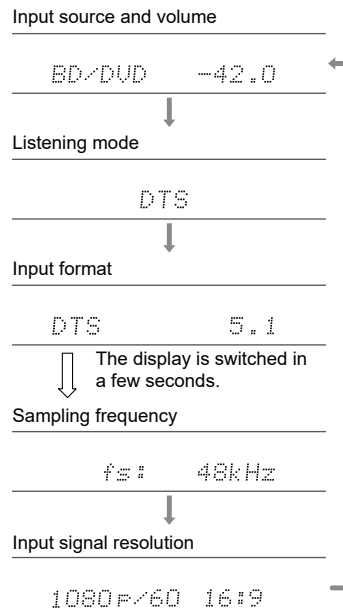 Input source and volume
BD/DVD -42.0
Listening mode
DTS
Input format
DTS 5.1
The display is switched in
a few seconds.
Sampling frequency
fs: 48kHz
Input signal resolution
1080p/60 16:9